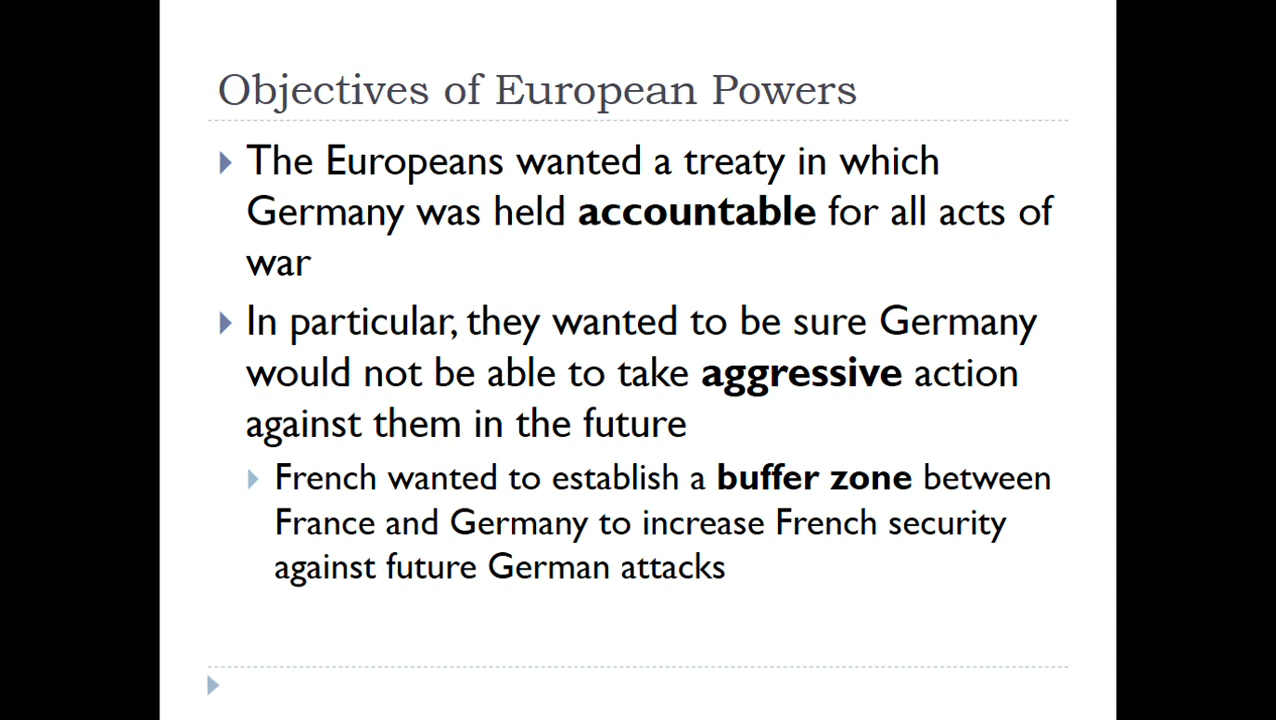 Objectives of European Powers
The Europeans wanted a treaty in which
Germany was held accountable for all acts of
war
In particular, they wanted to be sure Germany
would not be able to take aggressive action
against them in the future
French wanted to establish a buffer zone between
France and Germany to increase French security
against future German attacks